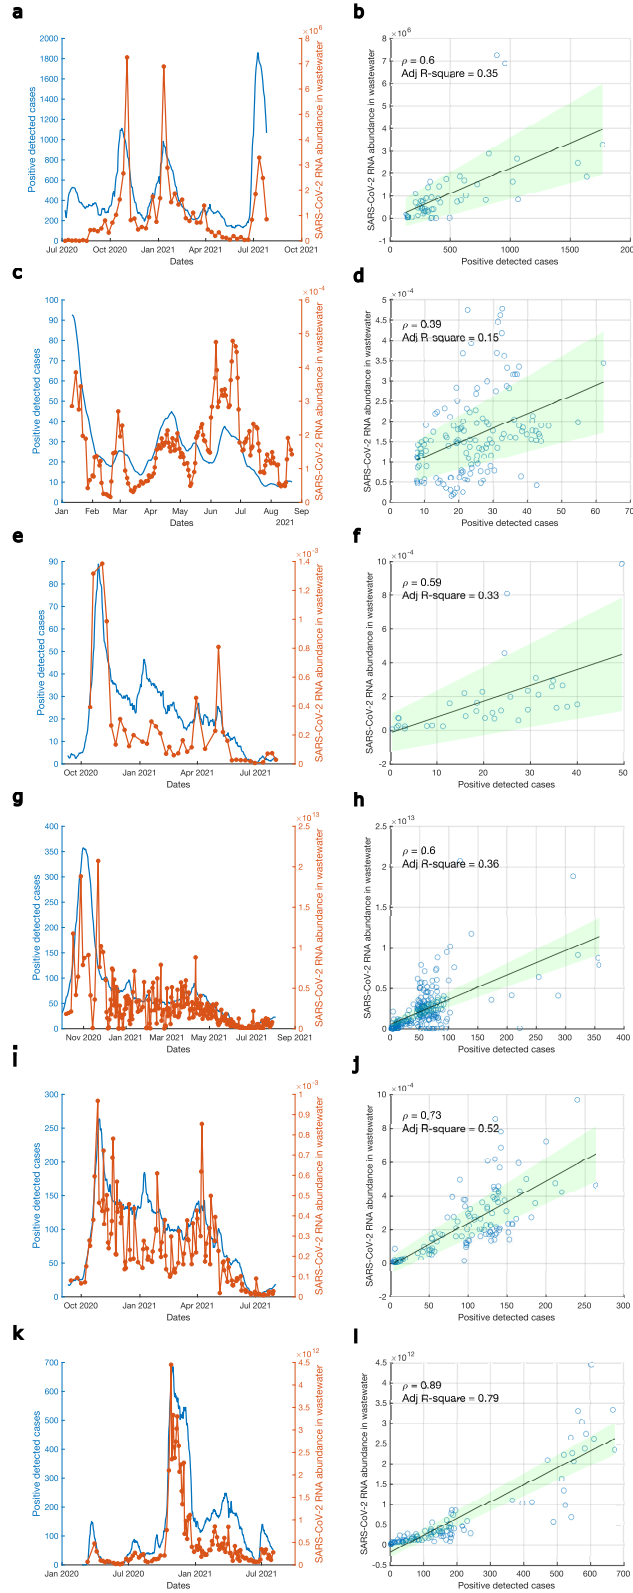 a
×10⁶
2000
1800
1600
1400
1200
1000
800
600
400
200
0
8
7
6
5
4
3
2
1
0
Positive detected cases
SARS-CoV-2 RNA abundance in wastewater
Jul 2020 Oct 2020 Jan 2021 Apr 2021 Jul 2021 Oct 2021
Dates
b
×10⁶
ρ = 0.6
Adj R-square = 0.35
8
7
6
5
4
3
2
1
0
-1
SARS-CoV-2 RNA abundance in wastewater
0 500 1000 1500 2000
Positive detected cases
c
×10⁻⁴
100
90
80
70
60
50
40
30
20
10
0
6
5
4
3
2
1
0
Positive detected cases
SARS-CoV-2 RNA abundance in wastewater
Jan Feb Mar Apr May Jun Jul Aug Sep
Dates
2021
d
×10⁻⁴
ρ = 0.39
Adj R-square = 0.15
5
4.5
4
3.5
3
2.5
2
1.5
1
0.5
0
SARS-CoV-2 RNA abundance in wastewater
0 10 20 30 40 50 60 70
Positive detected cases
e
×10⁻³
90
80
70
60
50
40
30
20
10
0
1.4
1.2
1
0.8
0.6
0.4
0.2
0
Positive detected cases
SARS-CoV-2 RNA abundance in wastewater
Oct 2020 Jan 2021 Apr 2021 Jul 2021
Dates
f
×10⁻⁴
ρ = 0.59
Adj R-square = 0.33
10
8
6
4
2
0
-2
SARS-CoV-2 RNA abundance in wastewater
0 10 20 30 40 50
Positive detected cases
g
×10¹³
400
350
300
250
200
150
100
50
0
2.5
2
1.5
1
0.5
0
Positive detected cases
SARS-CoV-2 RNA abundance in wastewater
Nov 2020 Jan 2021 Mar 2021 May 2021 Jul 2021 Sep 2021
Dates
h
×10¹³
ρ = 0.6
Adj R-square = 0.36
2.5
2
1.5
1
0.5
0
SARS-CoV-2 RNA abundance in wastewater
0 50 100 150 200 250 300 350 400
Positive detected cases
i
×10⁻³
300
250
200
150
100
50
0
1
0.9
0.8
0.7
0.6
0.5
0.4
0.3
0.2
0.1
0
Positive detected cases
SARS-CoV-2 RNA abundance in wastewater
Oct 2020 Jan 2021 Apr 2021 Jul 2021
Dates
j
×10⁻⁴
ρ = 0.73
Adj R-square = 0.52
10
8
6
4
2
0
-2
SARS-CoV-2 RNA abundance in wastewater
0 50 100 150 200 250 300
Positive detected cases
k
×10¹²
700
600
500
400
300
200
100
0
4.5
4
3.5
3
2.5
2
1.5
1
0.5
0
Positive detected cases
SARS-CoV-2 RNA abundance in wastewater
Jan 2020 Jul 2020 Jan 2021 Jul 2021
Dates
l
×10¹²
ρ = 0.89
Adj R-square = 0.79
4.5
4
3.5
3
2.5
2
1.5
1
0.5
0
-0.5
SARS-CoV-2 RNA abundance in wastewater
0 100 200 300 400 500 600 700
Positive detected cases